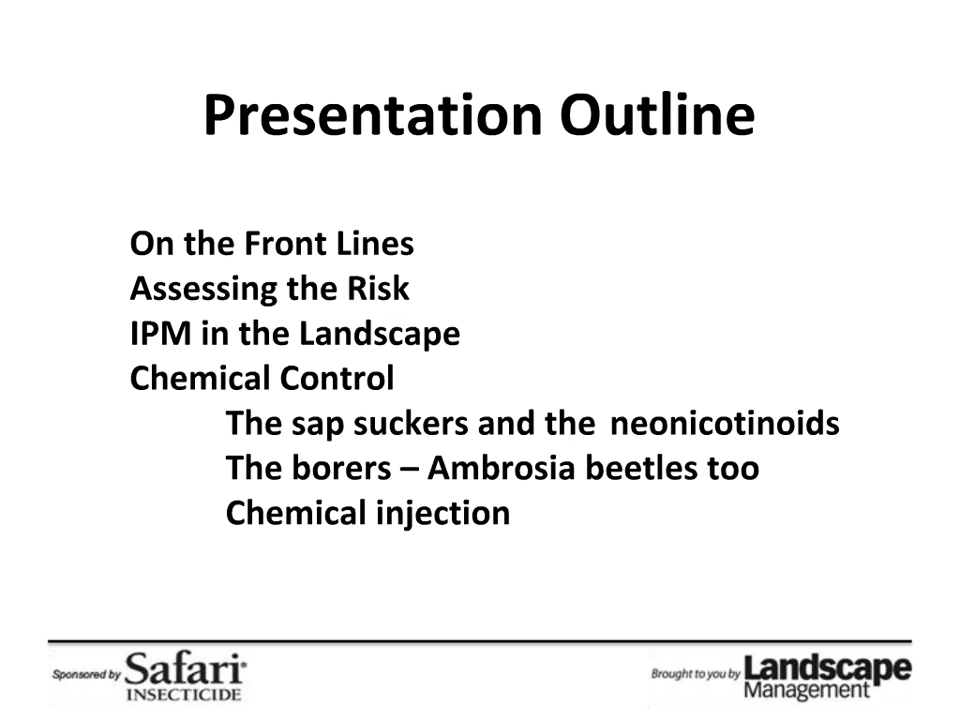 Presentation Outline
On the Front Lines
Assessing the Risk
IPM in the Landscape
Chemical Control
The sap suckers and the neonicotinoids
The borers – Ambrosia beetles too
Chemical injection
Sponsored by Safari® INSECTICIDE
Brought to you by Landscape Management